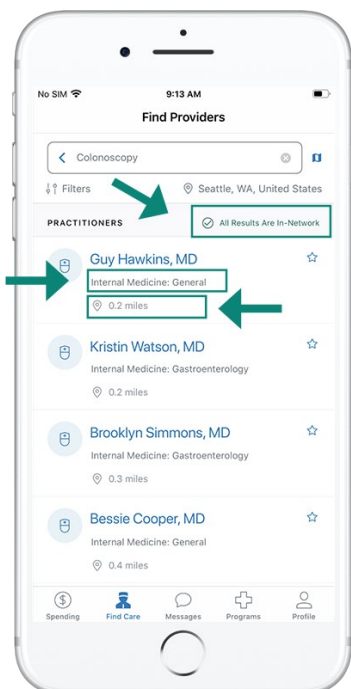 No SIM 9:13 AM
Find Providers
Colonoscopy
Filters Seattle, WA, United States
PRACTITIONERS All Results Are In-Network
Guy Hawkins, MD
Internal Medicine: General
0.2 miles
Kristin Watson, MD
Internal Medicine: Gastroenterology
0.2 miles
Brooklyn Simmons, MD
Internal Medicine: Gastroenterology
0.3 miles
Bessie Cooper, MD
Internal Medicine: General
0.4 miles
Spending Find Care Messages Programs Profile